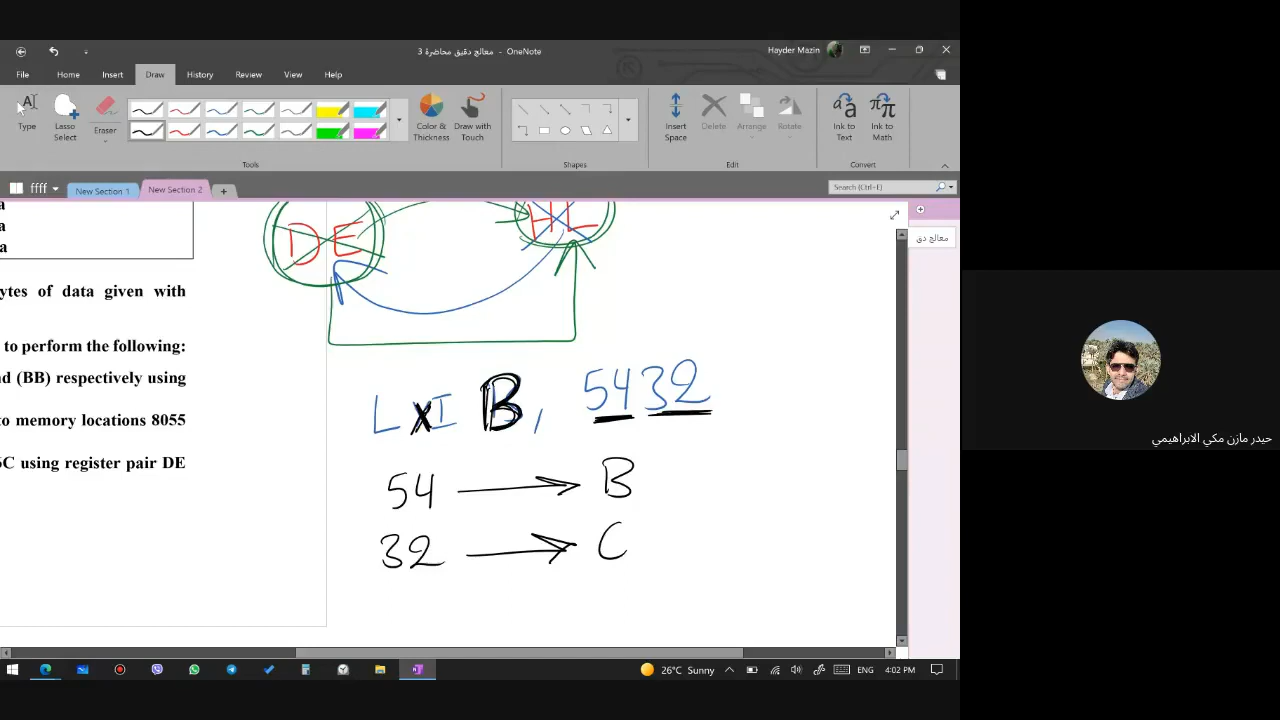 معالج دقيق محاضرة 3 - OneNote
Hayder Mazin
File Home Insert Draw History Review View Help
Type
Lasso Select
Eraser
Color & Thickness
Draw with Touch
Insert Space
Delete
Arrange
Rotate
Ink to Text
Ink to Math
Tools
Shapes
Edit
Convert
ffff
New Section 1
New Section 2
Search (Ctrl+E)
معالج دق
a
a
a
ytes of data given with
to perform the following:
nd (BB) respectively using
to memory locations 8055
6C using register pair DE
DE
HL
LXI B, 5432
54 → B
32 → C
حيدر مازن مكي الابراهيمي
26°C Sunny
ENG
4:02 PM